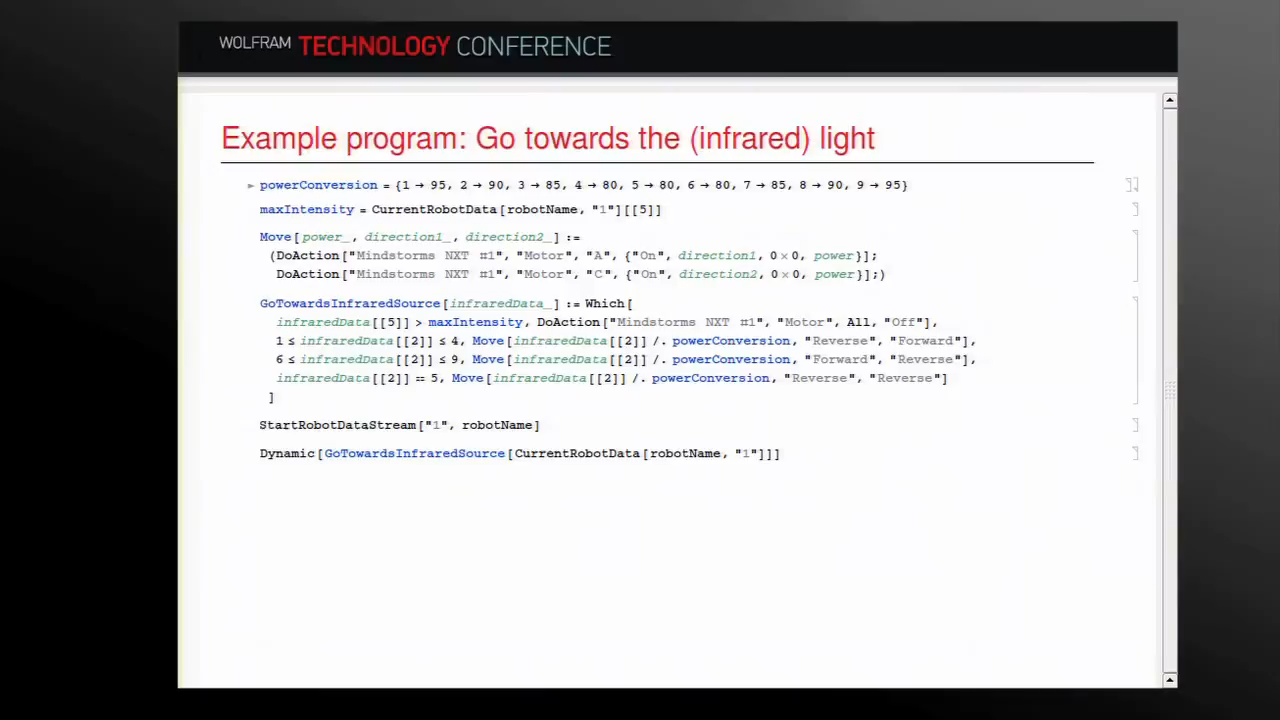 WOLFRAM TECHNOLOGY CONFERENCE
Example program: Go towards the (infrared) light
powerConversion = {1 → 95, 2 → 90, 3 → 85, 4 → 80, 5 → 80, 6 → 80, 7 → 85, 8 → 90, 9 → 95}
maxIntensity = CurrentRobotData[robotName, "1"][[5]]
Move[power_, direction1_, direction2_] :=
(DoAction["Mindstorms NXT #1", "Motor", "A", {"On", direction1, 0×0, power}];
DoAction["Mindstorms NXT #1", "Motor", "C", {"On", direction2, 0×0, power}];)
GoTowardsInfraredSource[infraredData_] := Which[
infraredData[[5]] > maxIntensity, DoAction["Mindstorms NXT #1", "Motor", All, "Off"],
1 ≤ infraredData[[2]] ≤ 4, Move[infraredData[[2]] /. powerConversion, "Reverse", "Forward"],
6 ≤ infraredData[[2]] ≤ 9, Move[infraredData[[2]] /. powerConversion, "Forward", "Reverse"],
infraredData[[2]] == 5, Move[infraredData[[2]] /. powerConversion, "Reverse", "Reverse"]
]
StartRobotDataStream["1", robotName]
Dynamic[GoTowardsInfraredSource[CurrentRobotData[robotName, "1"]]]